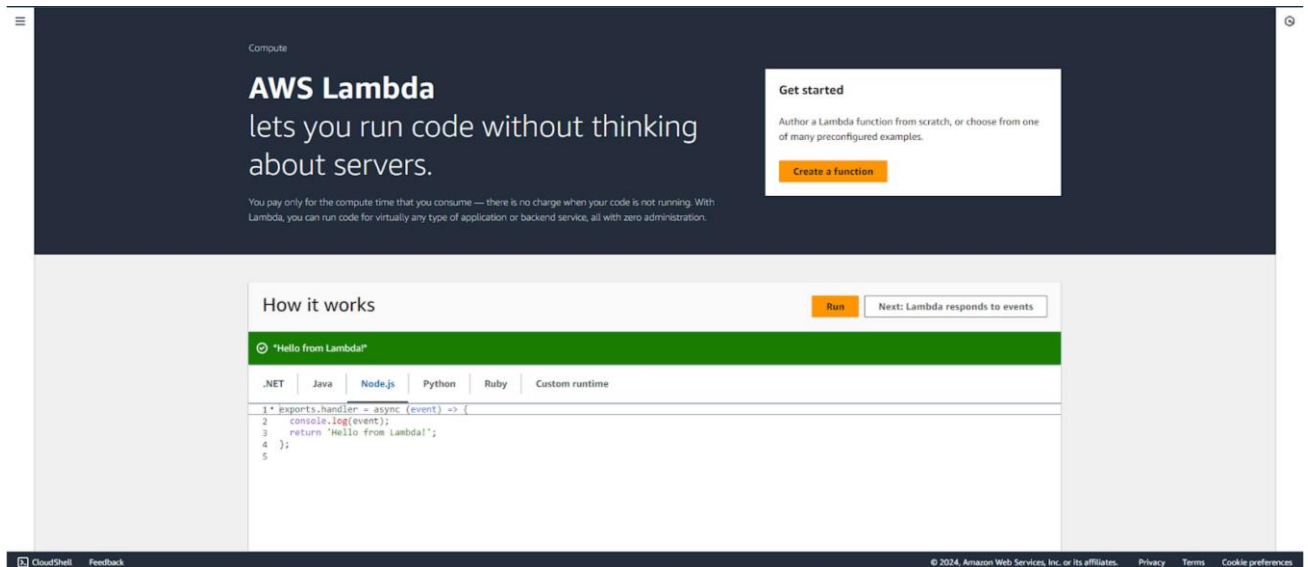 Compute
AWS Lambda
lets you run code without thinking
about servers.
You pay only for the compute time that you consume — there is no charge when your code is not running. With
Lambda, you can run code for virtually any type of application or backend service, all with zero administration.
Get started
Author a Lambda function from scratch, or choose from one
of many preconfigured examples.
Create a function
How it works
Run
Next: Lambda responds to events
"Hello from Lambda!"
.NET Java Node.js Python Ruby Custom runtime
1 exports.handler = async (event) => {
2 console.log(event);
3 return 'Hello from Lambda!';
4 };
5
CloudShell Feedback
© 2024, Amazon Web Services, Inc. or its affiliates. Privacy Terms Cookie preferences